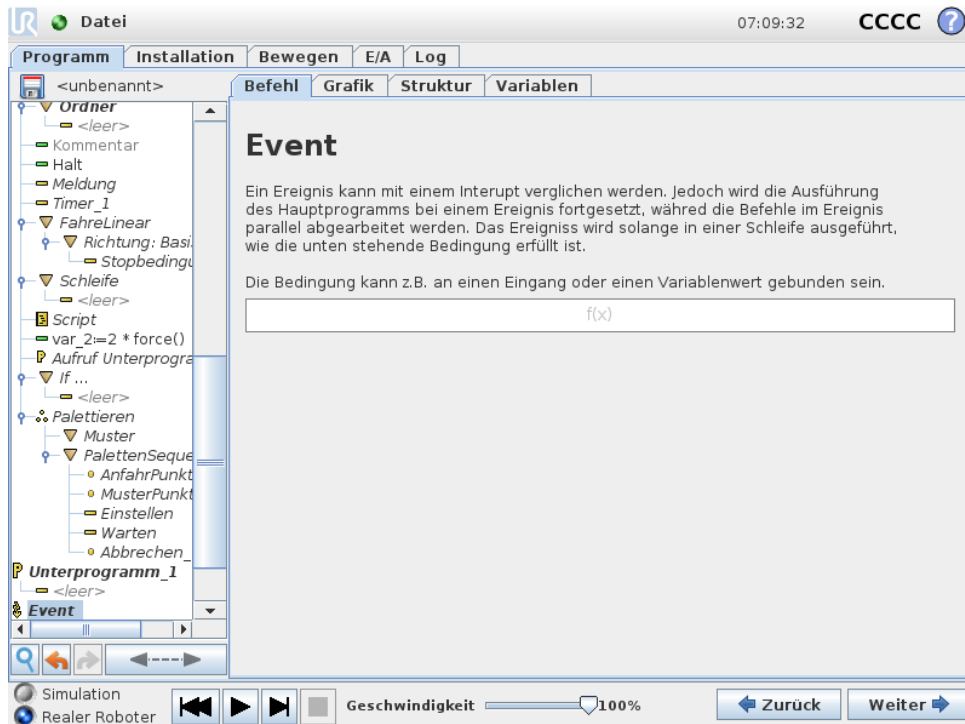 UR Datei 07:09:32 CCCC ?
Programm Installation Bewegen E/A Log
<unbenannt> Befehl Grafik Struktur Variablen
Ordner
<leer>
Kommentar
Halt
Meldung
Timer_1
FahreLinear
Richtung: Basi
Stopbedingu
Schleife
<leer>
Script
var_2:=2 * force()
Aufruf Unterprogra
If ...
<leer>
Palettieren
Muster
PalettenSeque
AnfahrPunkt
MusterPunkt
Einstellen
Warten
Abbrechen_
Unterprogramm_1
<leer>
Event
Event
Ein Ereignis kann mit einem Interupt verglichen werden. Jedoch wird die Ausführung
des Hauptprogramms bei einem Ereignis fortgesetzt, währed die Befehle im Ereignis
parallel abgearbeitet werden. Das Ereigniss wird solange in einer Schleife ausgeführt,
wie die unten stehende Bedingung erfüllt ist.
Die Bedingung kann z.B. an einen Eingang oder einen Variablenwert gebunden sein.
f(x)
Simulation
Realer Roboter
Geschwindigkeit 100%
Zurück Weiter